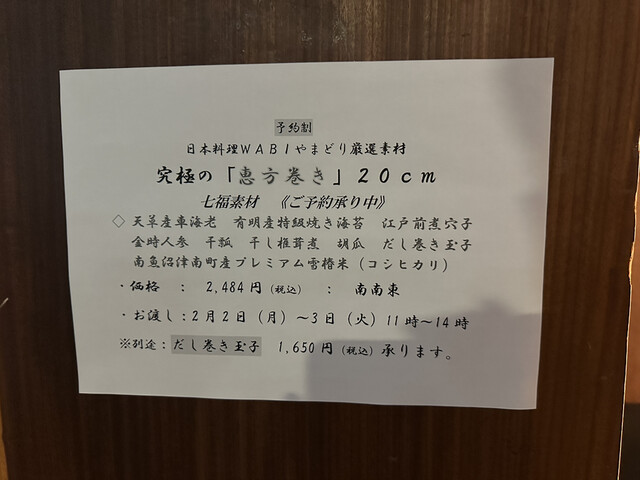 予約制
日本料理WABIやまどり厳選素材
究極の「恵方巻き」20cm
七福素材 《ご予約承り中》
◇天草産車海老 有明産特級焼き海苔 江戸前煮穴子
金時人参 干瓢 干し椎茸煮 胡瓜 だし巻き玉子
南魚沼津南町産プレミアム雪椿米(コシヒカリ)
・価格 : 2,484円(税込) : 南南東
・お渡し:2月2日(月)~3日(火)11時~14時
※別途:だし巻き玉子 1,650円(税込)承ります。